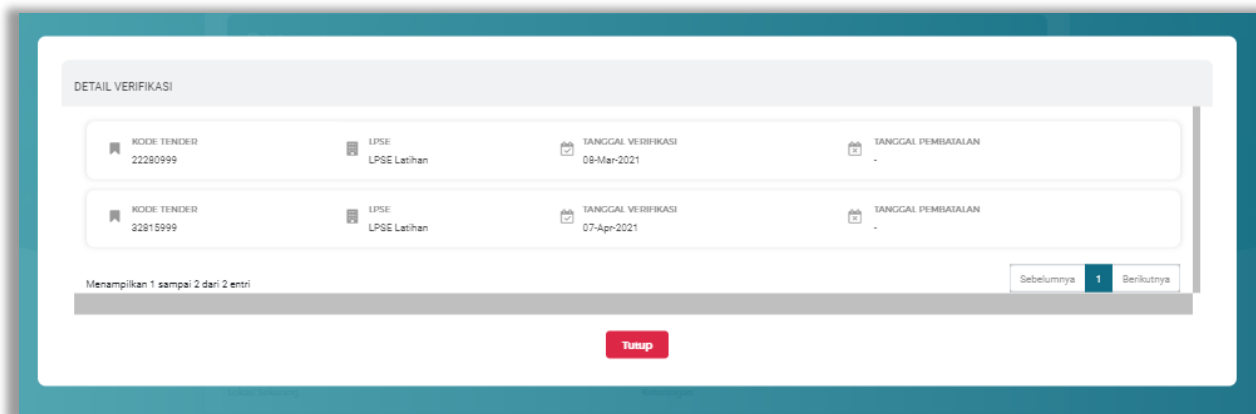 DETAIL VERIFIKASI
KODE TENDER LPSE TANGGAL VERIFIKASI TANGGAL PEMBATALAN
22280999 LPSE Latihan 08-Mar-2021 -
KODE TENDER LPSE TANGGAL VERIFIKASI TANGGAL PEMBATALAN
32815999 LPSE Latihan 07-Apr-2021 -
Menampilkan 1 sampai 2 dari 2 entri Sebelumnya 1 Berikutnya
Tutup